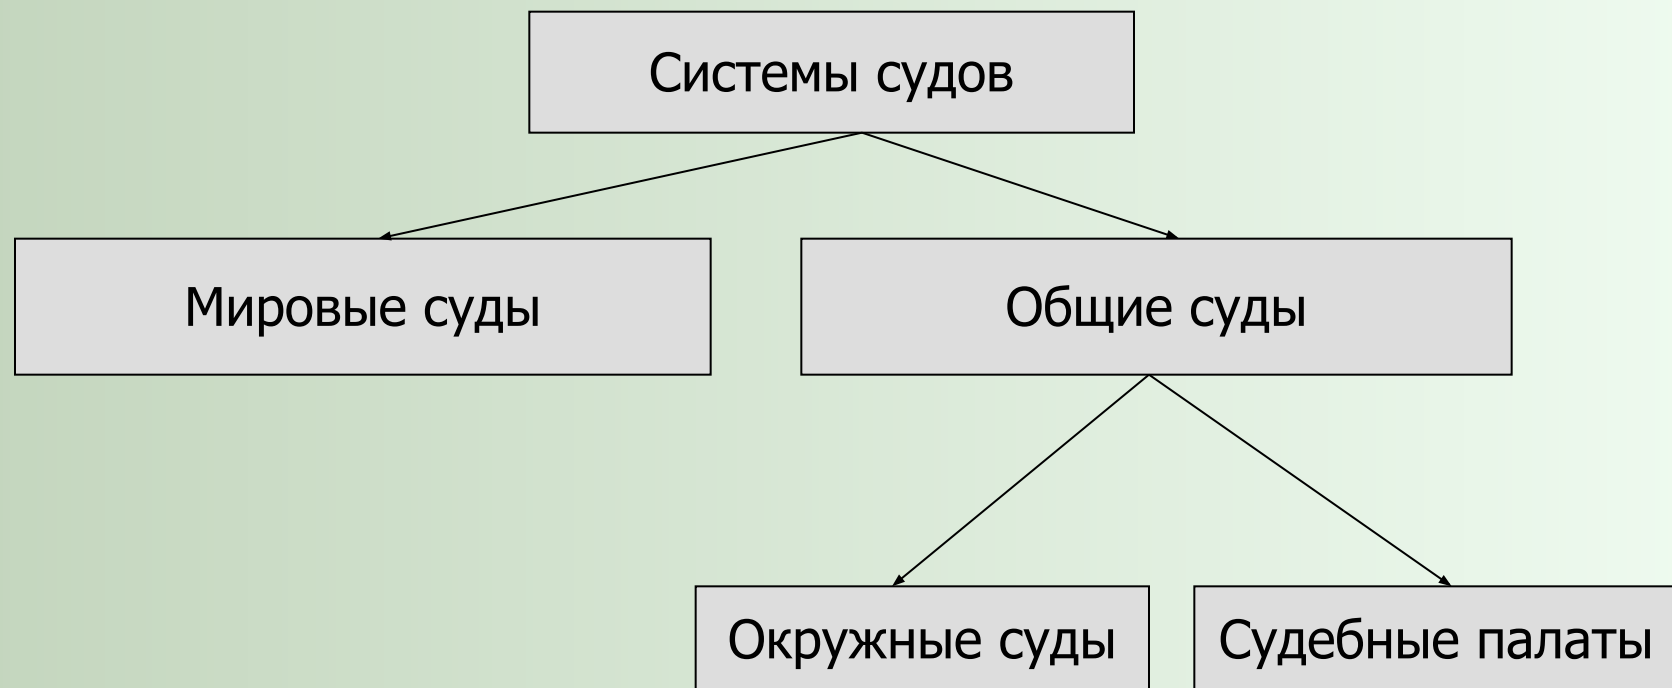 Системы судов
Мировые суды
Общие суды
Окружные суды
Судебные палаты